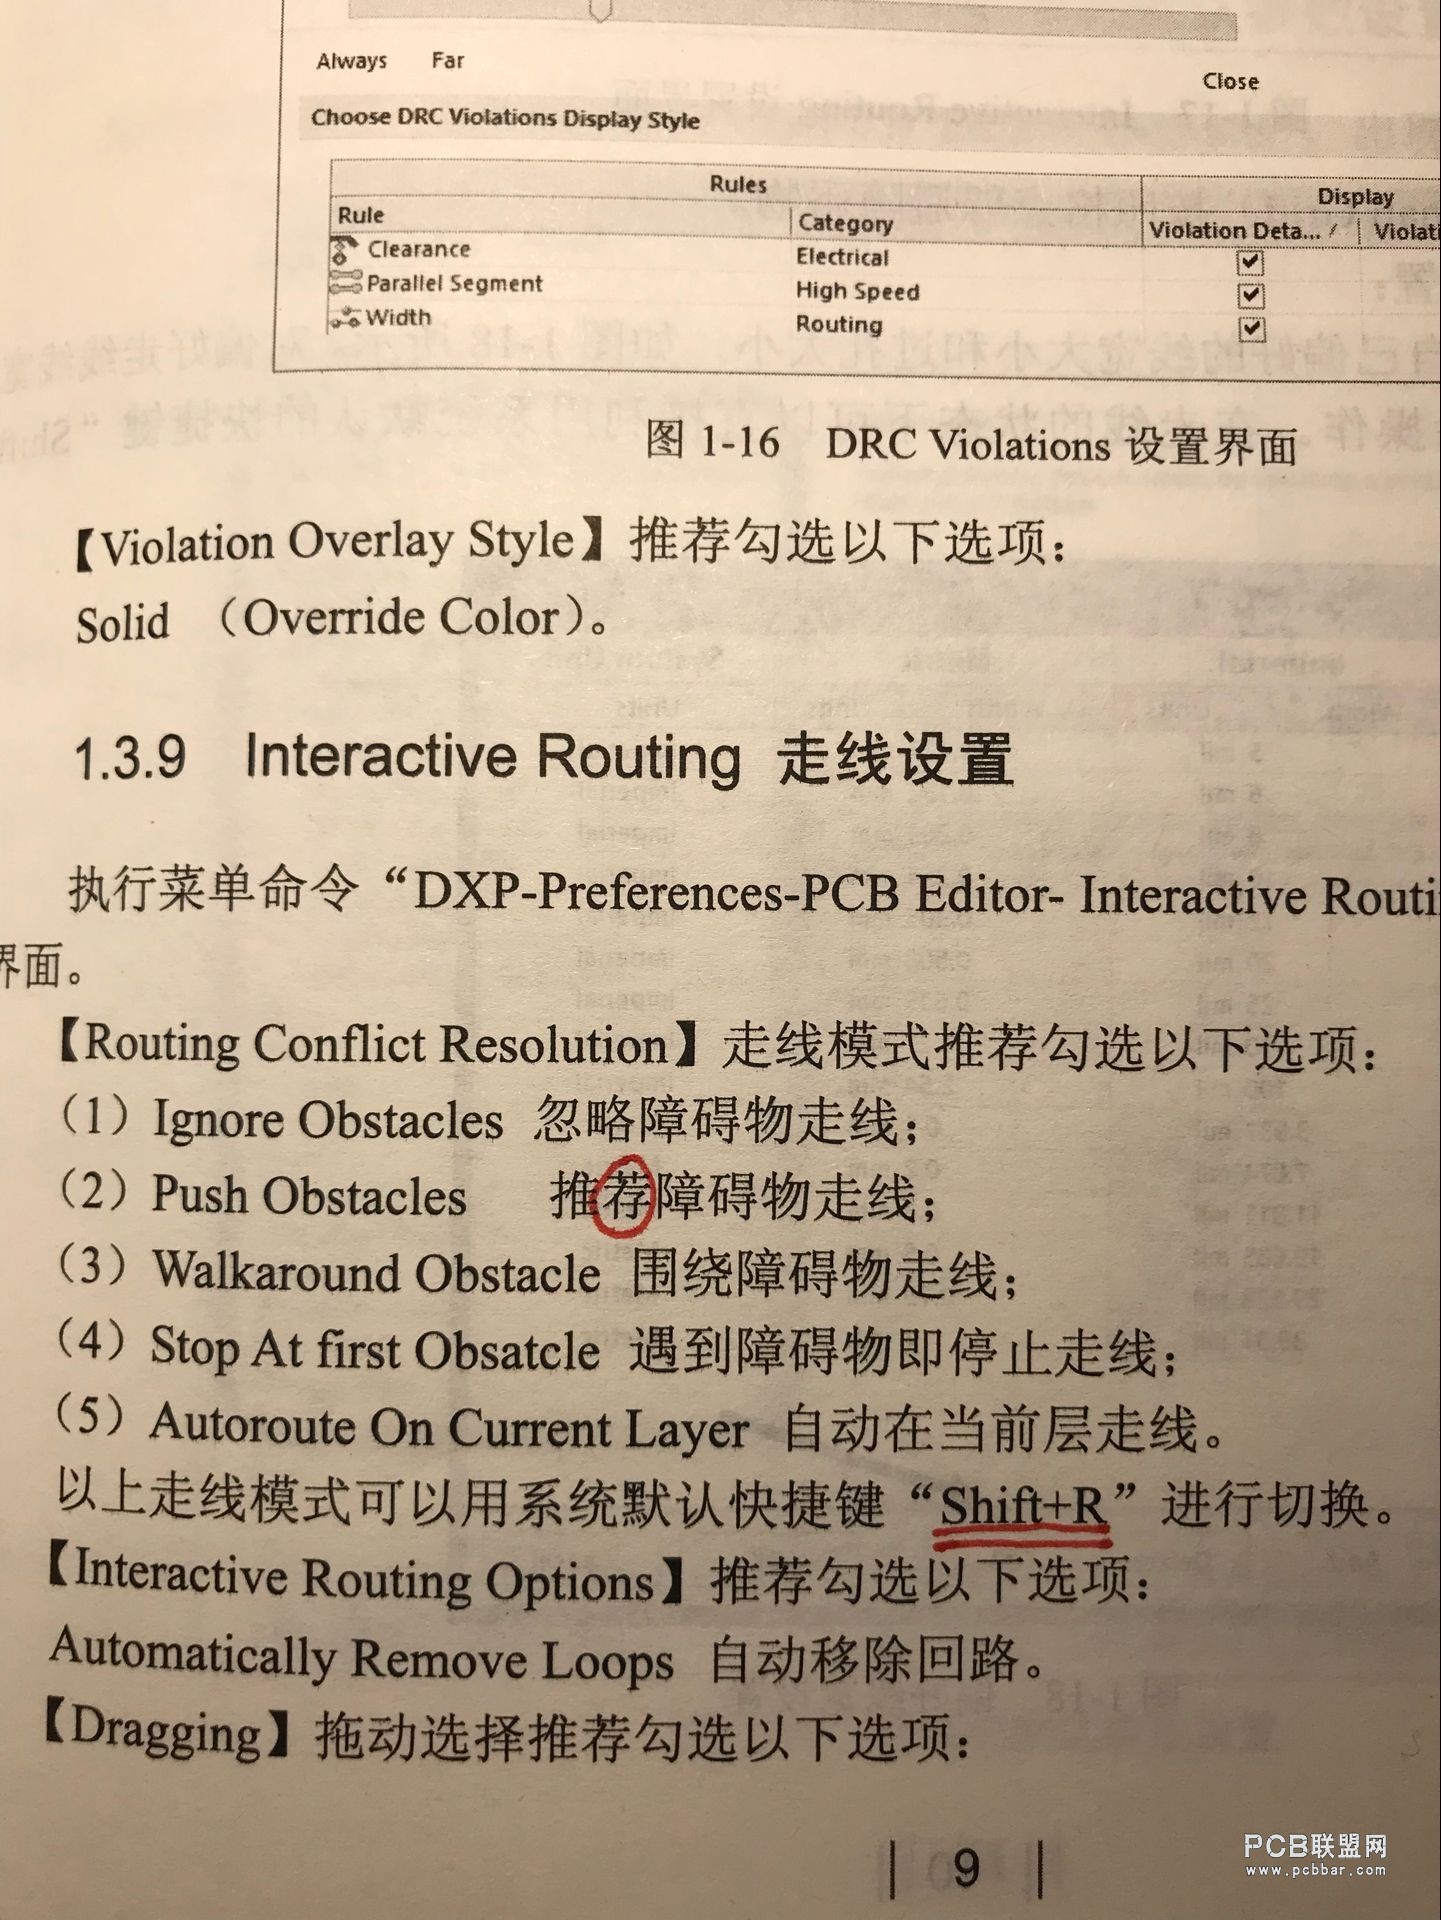 Always Far
Close
Choose DRC Violations Display Style
Rules Display
Rule Category Violation Deta... Violati
Clearance Electrical
Parallel Segment High Speed
Width Routing
图 1-16 DRC Violations 设置界面
【Violation Overlay Style】推荐勾选以下选项：
Solid （Override Color）。
1.3.9 Interactive Routing 走线设置
执行菜单命令“DXP-Preferences-PCB Editor- Interactive Routi
界面。
【Routing Conflict Resolution】走线模式推荐勾选以下选项：
（1）Ignore Obstacles 忽略障碍物走线；
（2）Push Obstacles 推荐障碍物走线；
（3）Walkaround Obstacle 围绕障碍物走线；
（4）Stop At first Obsatcle 遇到障碍物即停止走线；
（5）Autoroute On Current Layer 自动在当前层走线。
以上走线模式可以用系统默认快捷键“Shift+R”进行切换。
【Interactive Routing Options】推荐勾选以下选项：
Automatically Remove Loops 自动移除回路。
【Dragging】拖动选择推荐勾选以下选项：
| 9 |
PCB联盟网
www.pcbbar.com